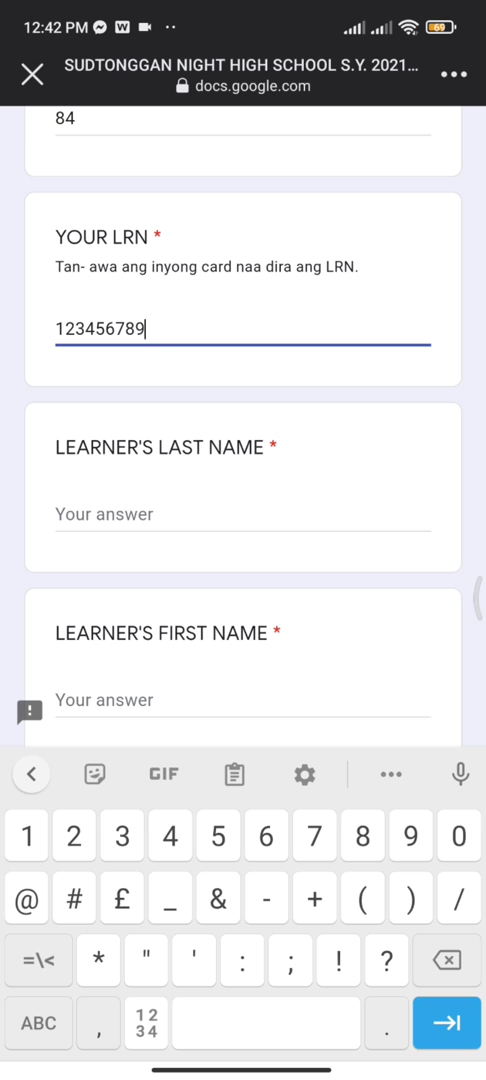 12:42 PM W 69
SUDTONGGAN NIGHT HIGH SCHOOL S.Y. 2021...
docs.google.com
84
YOUR LRN *
Tan- awa ang inyong card naa dira ang LRN.
123456789
LEARNER'S LAST NAME *
Your answer
LEARNER'S FIRST NAME *
Your answer
GIF
1 2 3 4 5 6 7 8 9 0
@ # £ _ & - + ( ) /
=\< * " ' : ; ! ?
ABC , 12 .
34